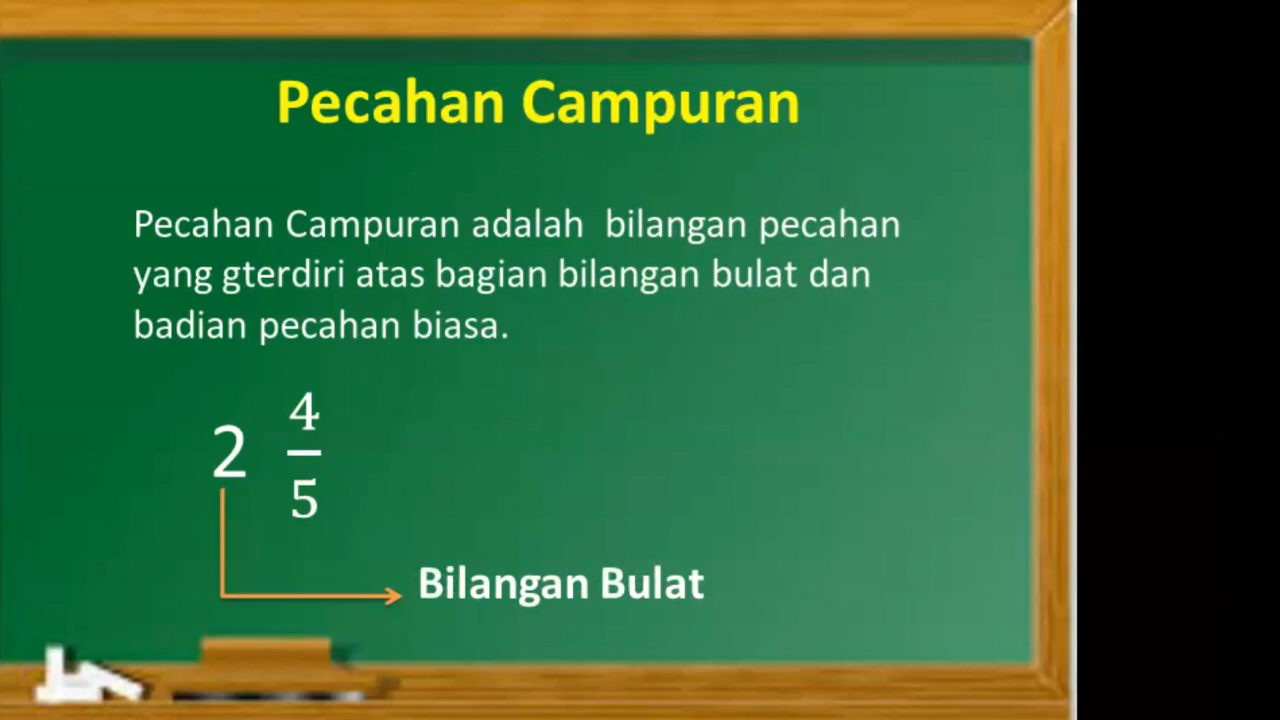 Pecahan Campuran
Pecahan Campuran adalah bilangan pecahan
yang gterdiri atas bagian bilangan bulat dan
badian pecahan biasa.
2 4/5
Bilangan Bulat